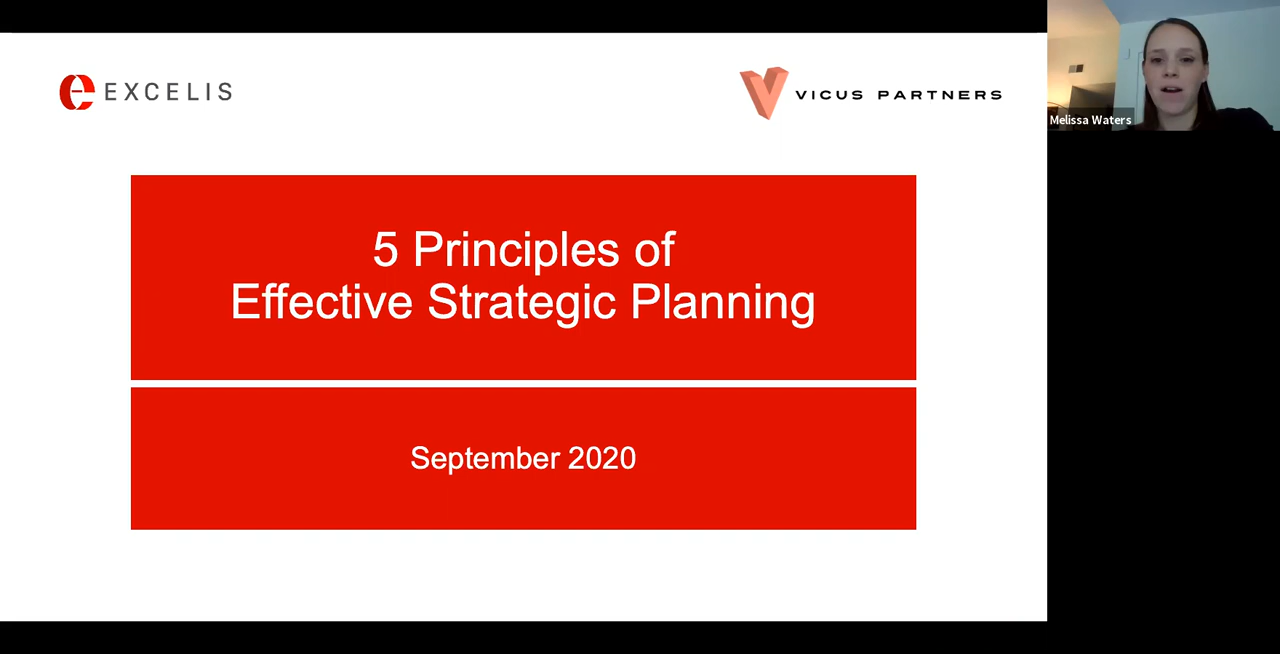 EXCELIS
VICUS PARTNERS
Melissa Waters
5 Principles of
Effective Strategic Planning
September 2020